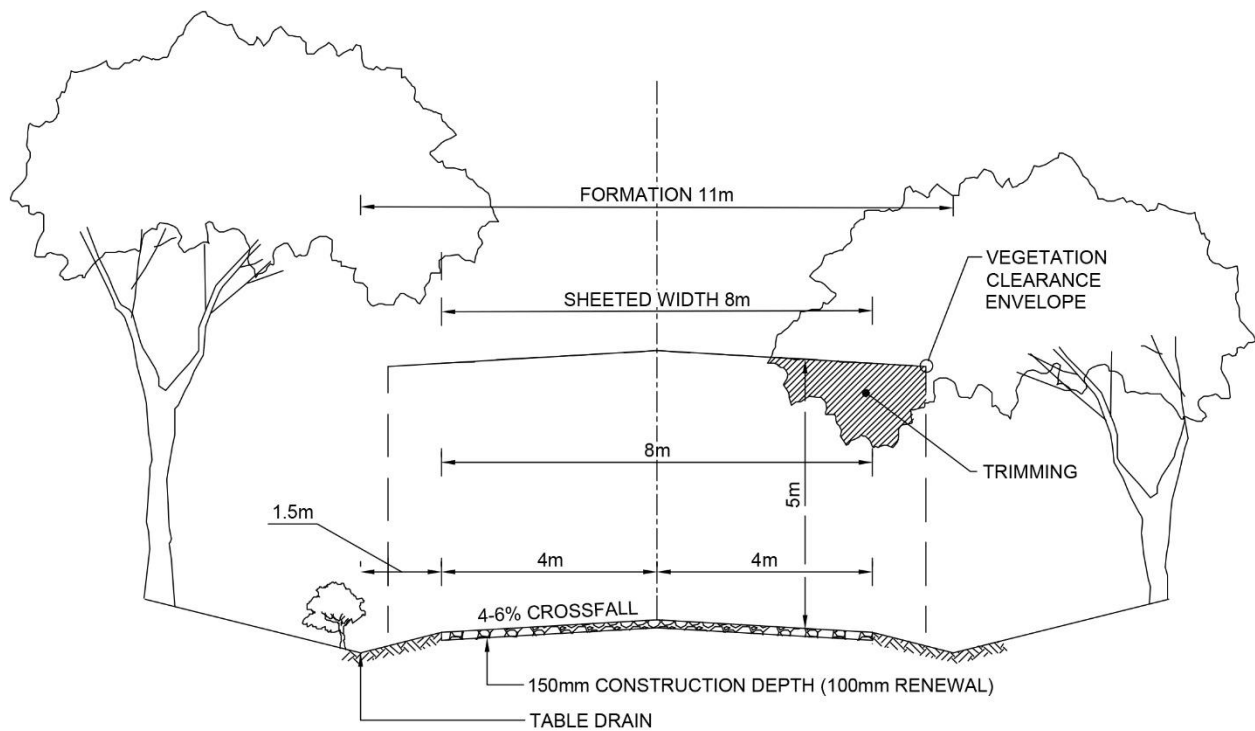 FORMATION 11m
VEGETATION
CLEARANCE
ENVELOPE
SHEETED WIDTH 8m
8m
TRIMMING
5m
1.5m
4m
4m
4-6% CROSSFALL
150mm CONSTRUCTION DEPTH (100mm RENEWAL)
TABLE DRAIN